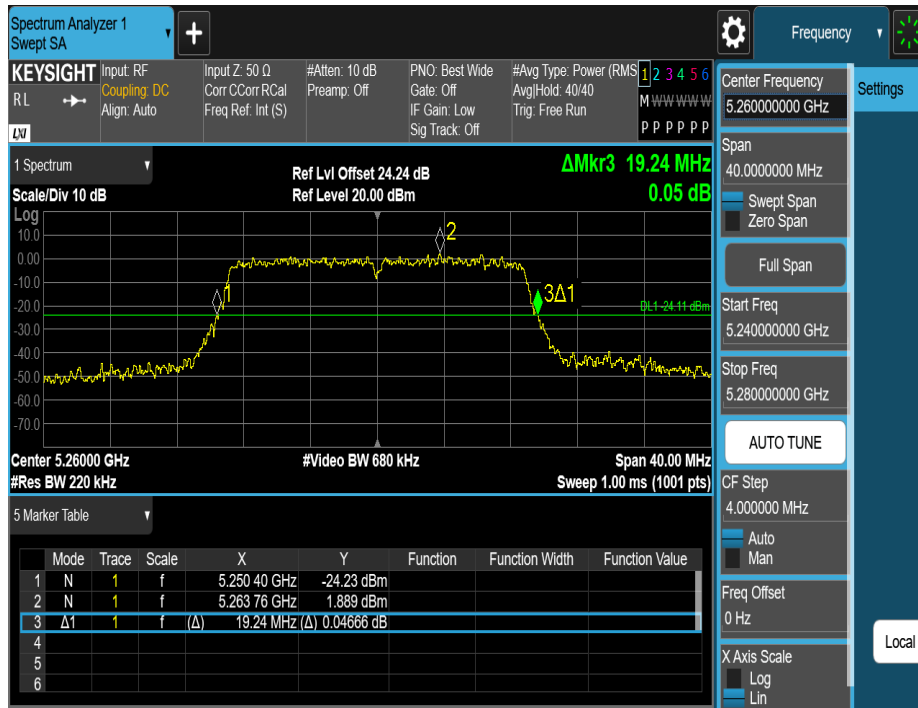 Spectrum Analyzer 1
Swept SA
+
Frequency
KEYSIGHT
RL
LXI
Input: RF
Coupling: DC
Align: Auto
Input Z: 50 Ω
Corr CCorr RCal
Freq Ref: Int (S)
#Atten: 10 dB
Preamp: Off
PNO: Best Wide
Gate: Off
IF Gain: Low
Sig Track: Off
#Avg Type: Power (RMS
Avg|Hold: 40/40
Trig: Free Run
1 2 3 4 5 6
M W W W W W
P P P P P P
1 Spectrum
Scale/Div 10 dB
Ref Lvl Offset 24.24 dB
Ref Level 20.00 dBm
ΔMkr3 19.24 MHz
0.05 dB
Log
10.0
0.00
-10.0
-20.0
-30.0
-40.0
-50.0
-60.0
-70.0
1
2
3Δ1
DL1 -24.11 dBm
Center 5.26000 GHz
#Video BW 680 kHz
Span 40.00 MHz
#Res BW 220 kHz
Sweep 1.00 ms (1001 pts)
5 Marker Table
Mode Trace Scale X Y Function Function Width Function Value
1 N 1 f 5.250 40 GHz -24.23 dBm
2 N 1 f 5.263 76 GHz 1.889 dBm
3 Δ1 1 f (Δ) 19.24 MHz (Δ) 0.04666 dB
4
5
6
Center Frequency
5.260000000 GHz
Span
40.0000000 MHz
Swept Span
Zero Span
Full Span
Start Freq
5.240000000 GHz
Stop Freq
5.280000000 GHz
AUTO TUNE
CF Step
4.000000 MHz
Auto
Man
Freq Offset
0 Hz
X Axis Scale
Log
Lin
Settings
Local